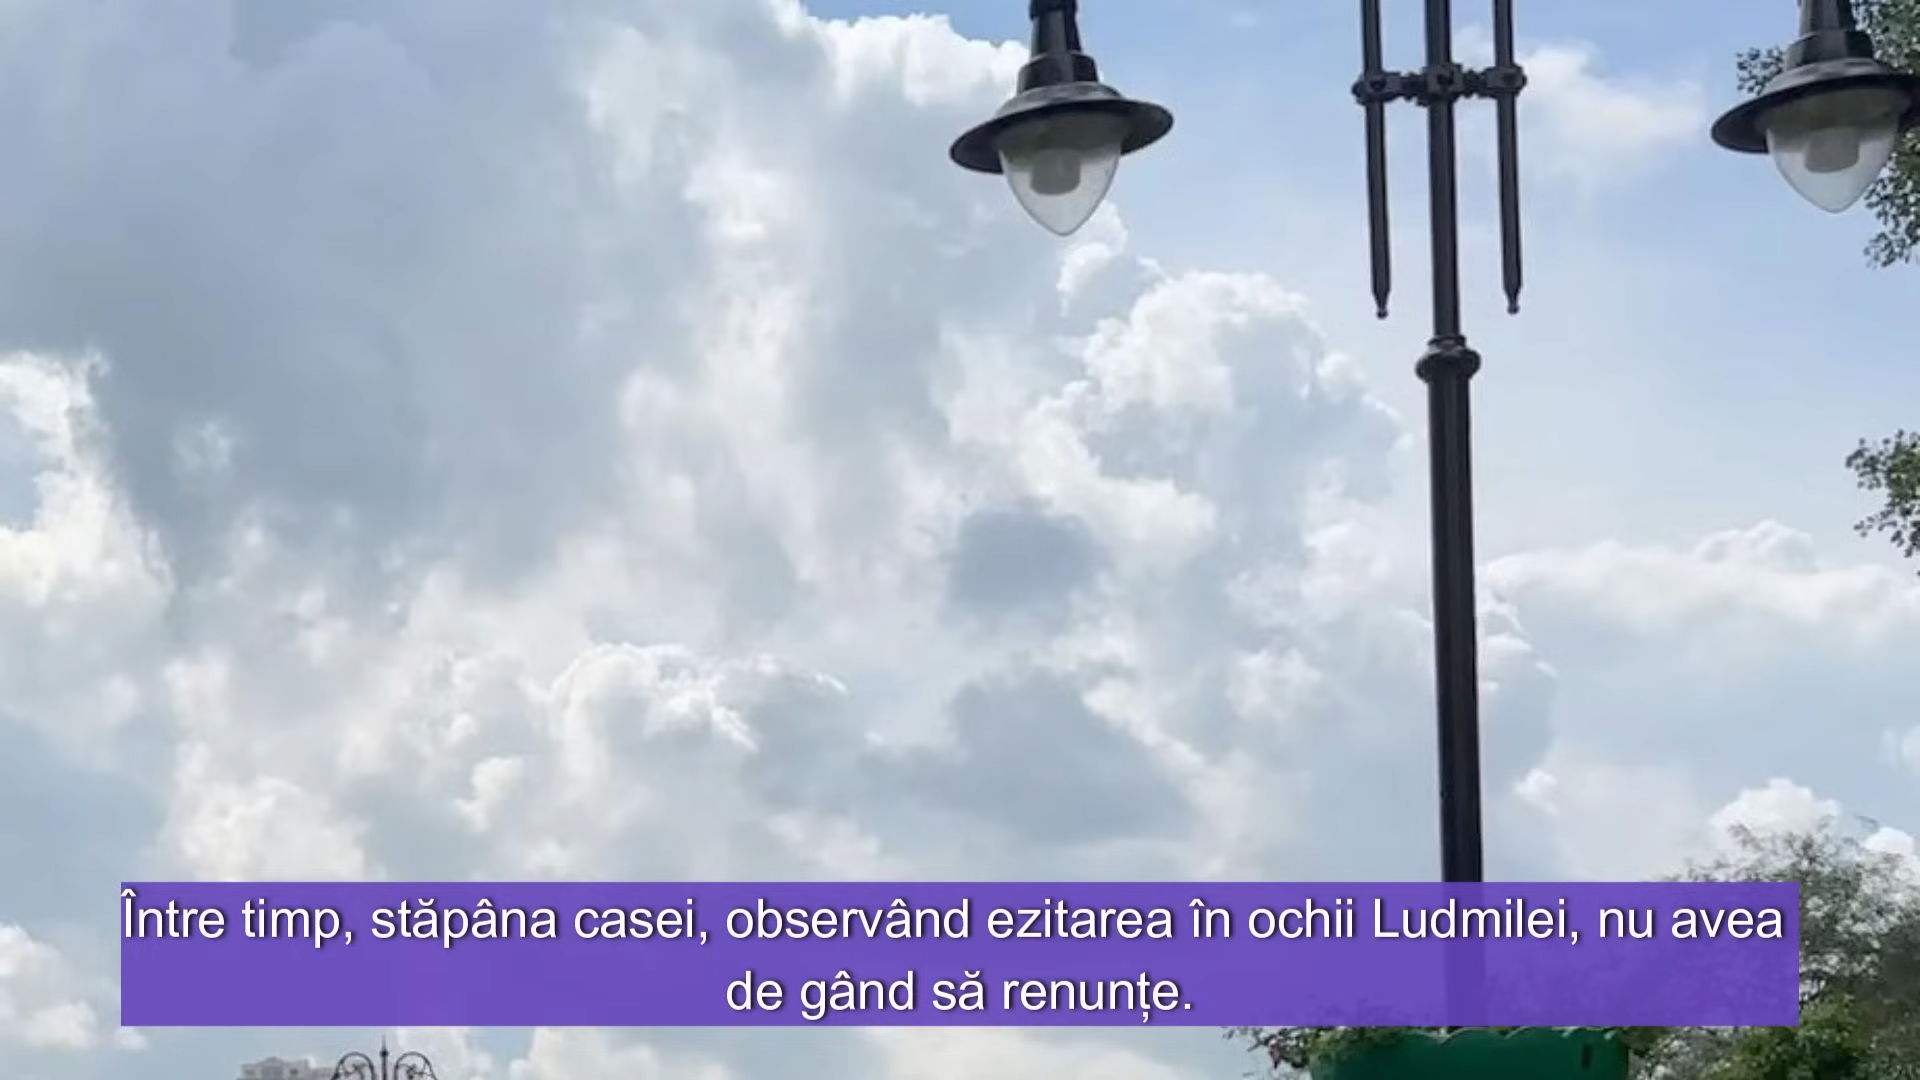 Între timp, stăpâna casei, observând ezitarea în ochii Ludmilei, nu avea
de gând să renunțe.